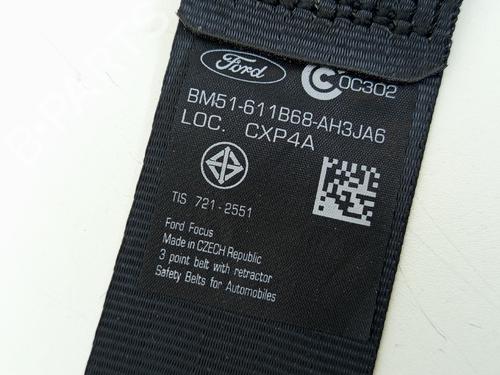 Ford
C OC302
BM51-611B68-AH3JA6
LOC. CXP4A
TIS 721-2551
Ford Focus
Made in CZECH Republic
3 point belt with retractor
Safety Belts for Automobiles